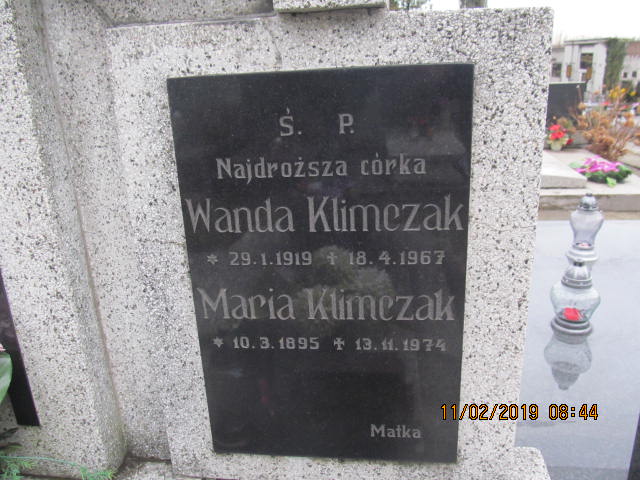 Ś. P.
Najdroższa córka
Wanda Klimczak
* 29.1.1919 ✝ 18.4.1967
Maria Klimczak
* 10.3.1895 ✝ 13.11.1974
Matka
11/02/2019 08:44